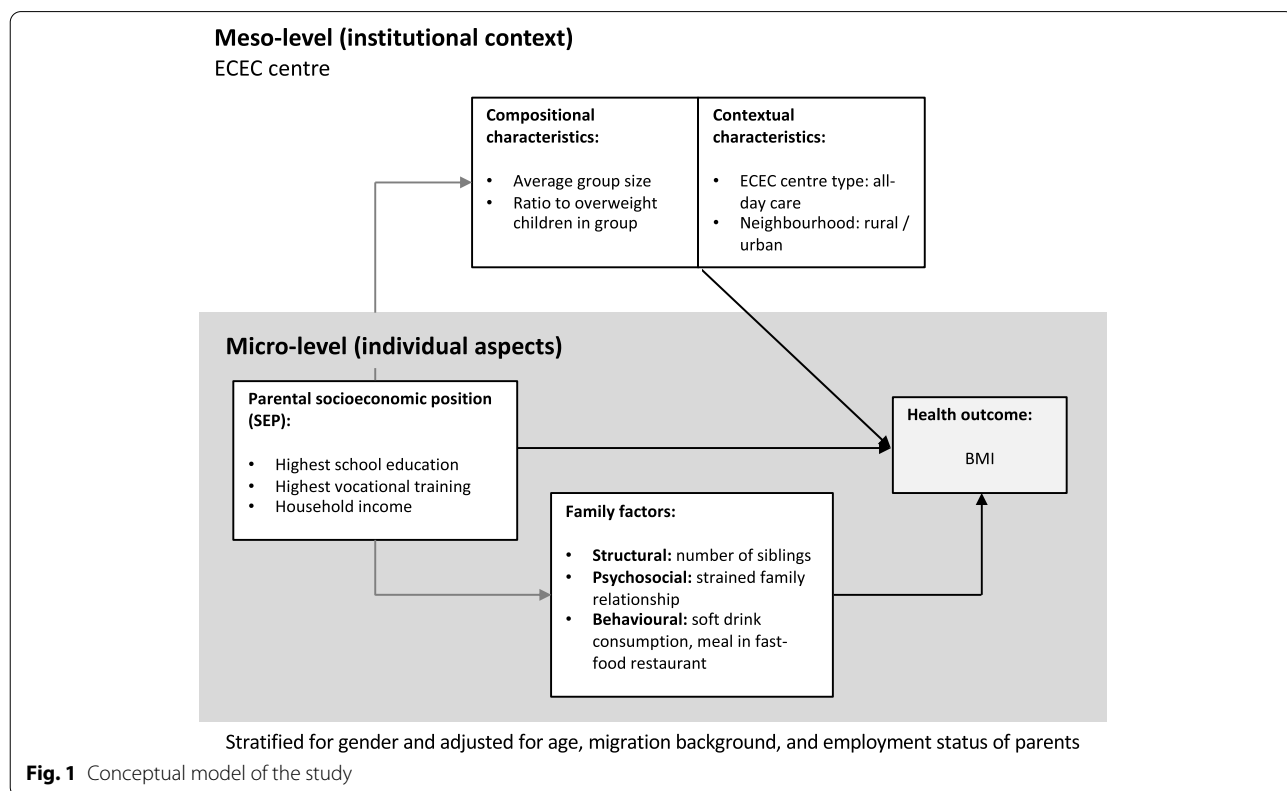 Meso-level (institutional context)
ECEC centre
Compositional
characteristics:
• Average group size
• Ratio to overweight
children in group
Contextual
characteristics:
• ECEC centre type: all-
day care
• Neighbourhood: rural /
urban
Micro-level (individual aspects)
Parental socioeconomic position
(SEP):
• Highest school education
• Highest vocational training
• Household income
Health outcome:
BMI
Family factors:
• Structural: number of siblings
• Psychosocial: strained family
relationship
• Behavioural: soft drink
consumption, meal in fast-
food restaurant
Stratified for gender and adjusted for age, migration background, and employment status of parents
Fig. 1 Conceptual model of the study